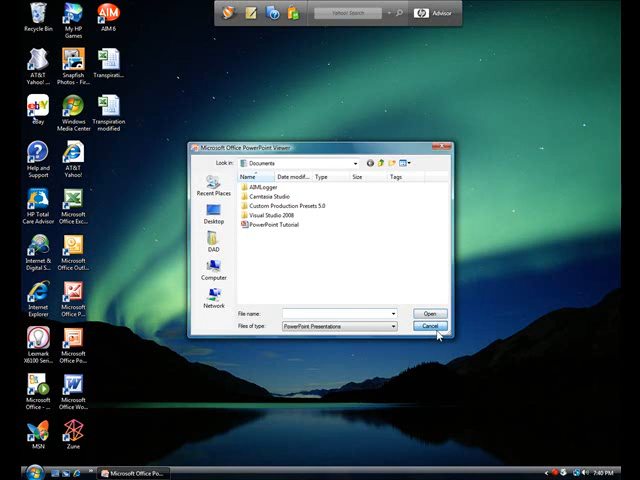 Yahoo! Search
Advisor
Recycle Bin
My HP
Games
AIM 6
AT&T
Yahoo! ...
Snapfish
Photos - Fir...
Transpirati...
ebay
Windows
Media Center
Transpiration
modified
Help and
Support
AT&T
Yahoo!
HP Total
Care Advisor
Microsoft
Office Exc...
Internet &
Digital S...
Microsoft
Office Outl...
Internet
Explorer
Microsoft
Office P...
Lexmark
X6100 Seri...
Microsoft
Office Po...
Microsoft
Office - ...
Microsoft
Office Wo...
MSN
Zune
Microsoft Office PowerPoint Viewer
Look in:
Documents
Name
Date modif...
Type
Size
Tags
Recent Places
Desktop
DAD
Computer
Network
AIMLogger
Camtasia Studio
Custom Production Presets 5.0
Visual Studio 2008
PowerPoint Tutorial
File name:
Open
Files of type:
PowerPoint Presentations
Cancel
Microsoft Office Po...
7:40 PM